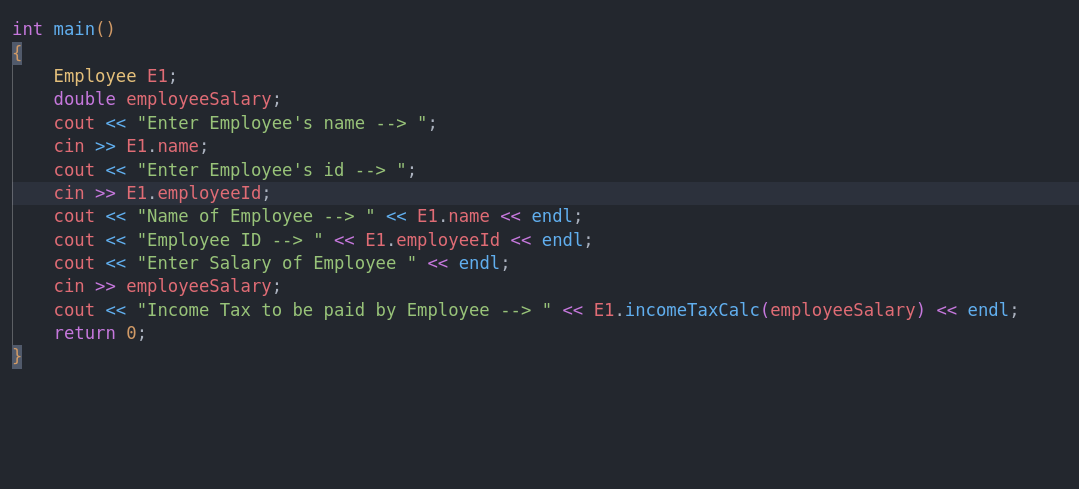 int main()
{
    Employee E1;
    double employeeSalary;
    cout << "Enter Employee's name --> ";
    cin >> E1.name;
    cout << "Enter Employee's id --> ";
    cin >> E1.employeeId;
    cout << "Name of Employee --> " << E1.name << endl;
    cout << "Employee ID --> " << E1.employeeId << endl;
    cout << "Enter Salary of Employee " << endl;
    cin >> employeeSalary;
    cout << "Income Tax to be paid by Employee --> " << E1.incomeTaxCalc(employeeSalary) << endl;
    return 0;
}